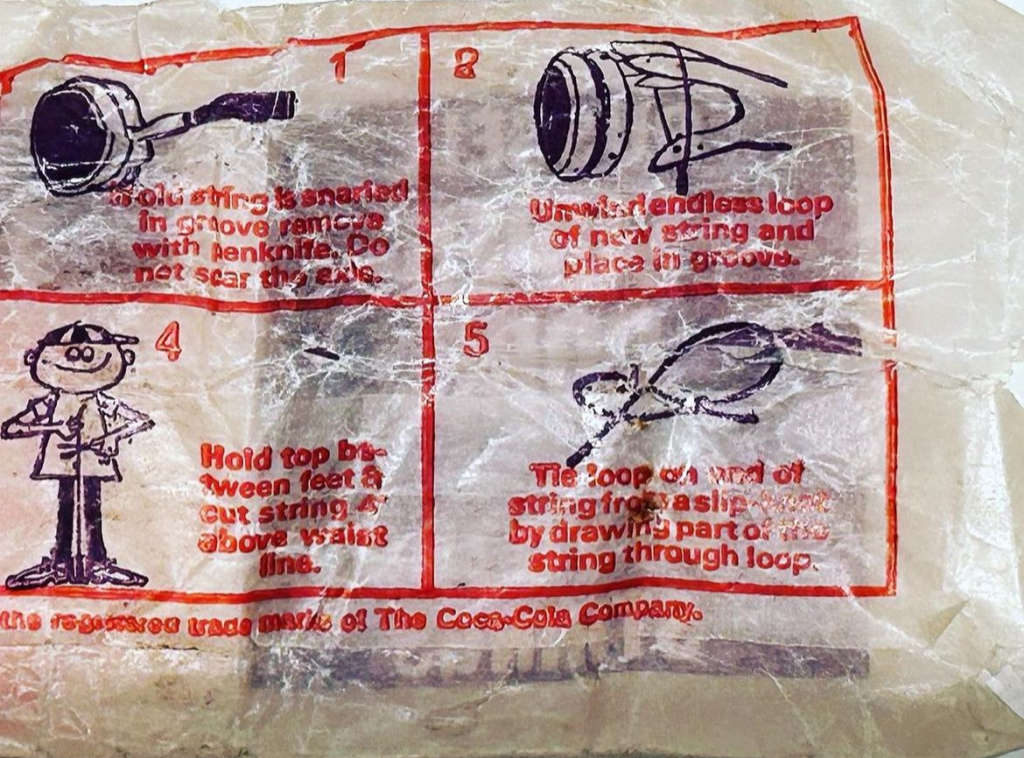 1
If old string is snarled
in groove remove
with penknife. Do
not scar the axle.
2
Unwind endless loop
of new string and
place in groove.
4
Hold top be-
tween feet &
cut string 4"
above waist
line.
5
Tie loop on end of
string from a slip-knot
by drawing part of the
string through loop.
the registered trade marks of The Coca-Cola Company.